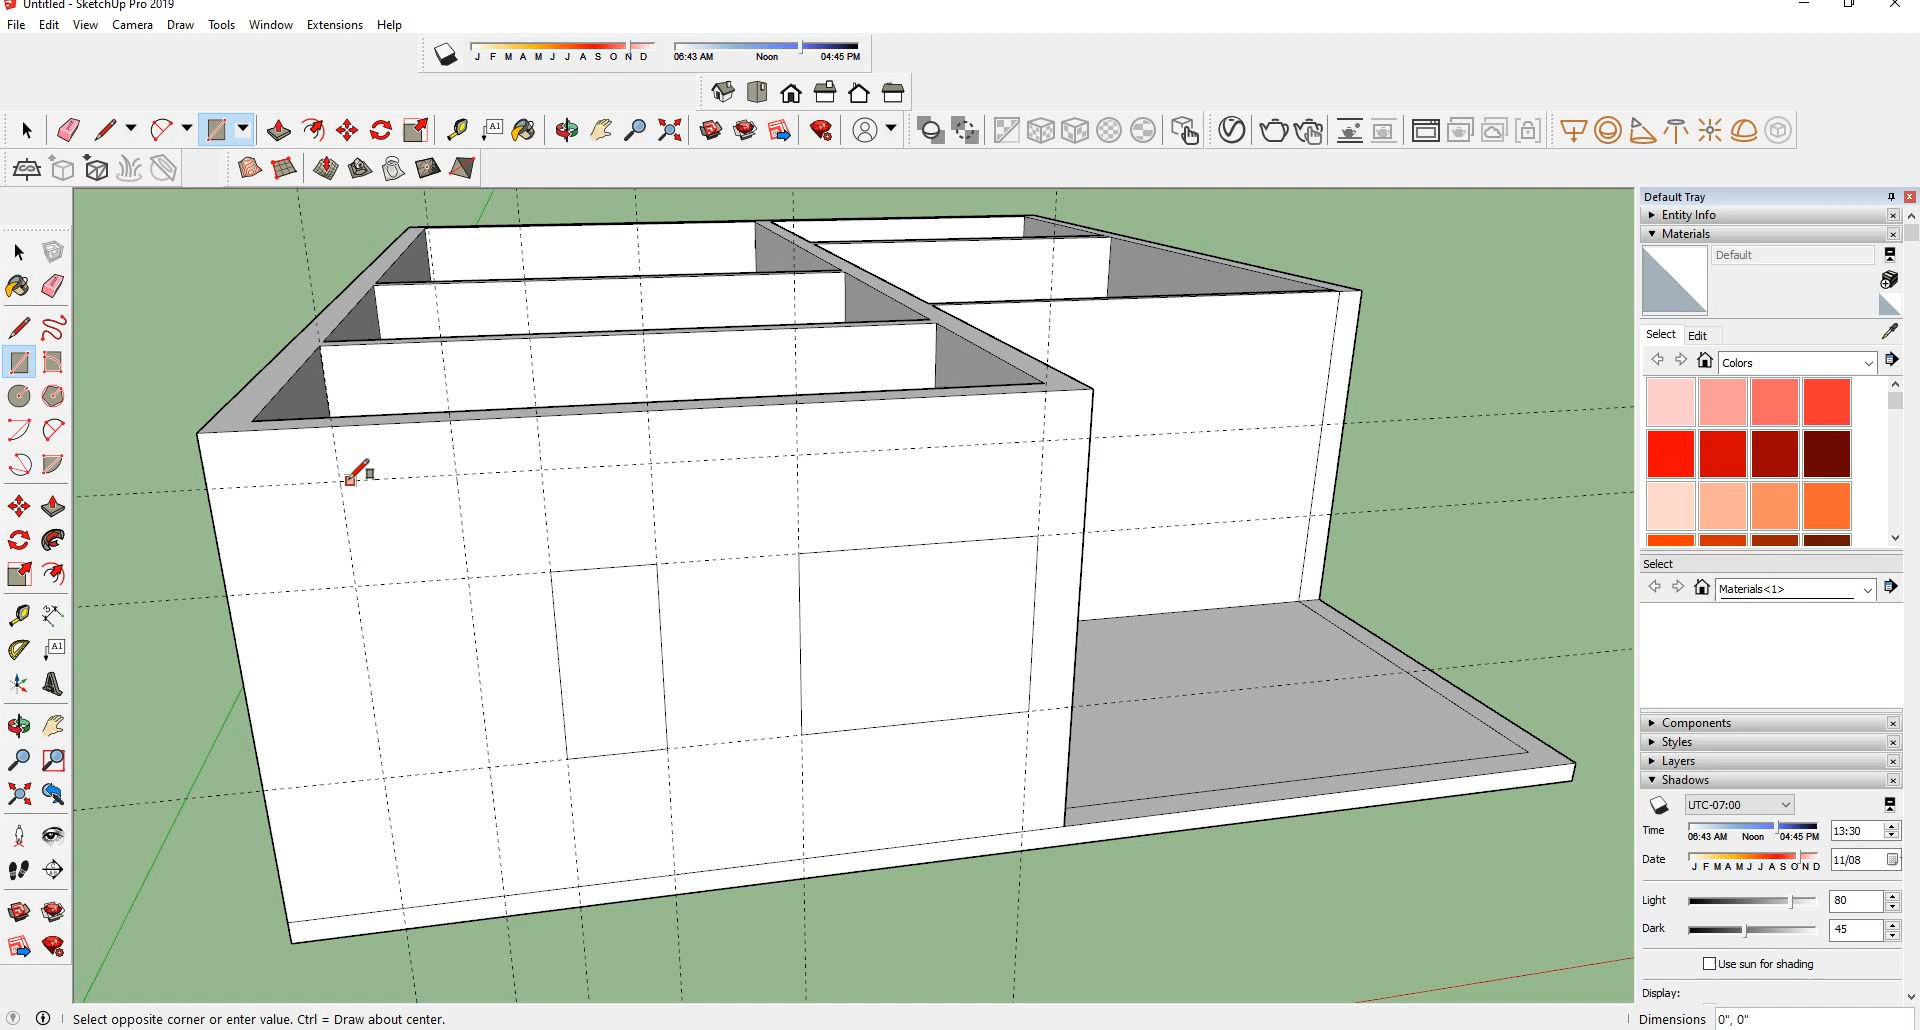 Untitled - SketchUp Pro 2019
File Edit View Camera Draw Tools Window Extensions Help
J F M A M J J A S O N D 06:43 AM Noon 04:45 PM
A1
Default Tray
Entity Info
Materials
Default
Select Edit
Colors
Select
Materials<1>
A1
Components
Styles
Layers
Shadows
UTC-07:00
Time 06:43 AM Noon 04:45 PM 13:30
Date J F M A M J J A S O N D 11/08
Light 80
Dark 45
Use sun for shading
Display:
Select opposite corner or enter value. Ctrl = Draw about center. Dimensions 0", 0"